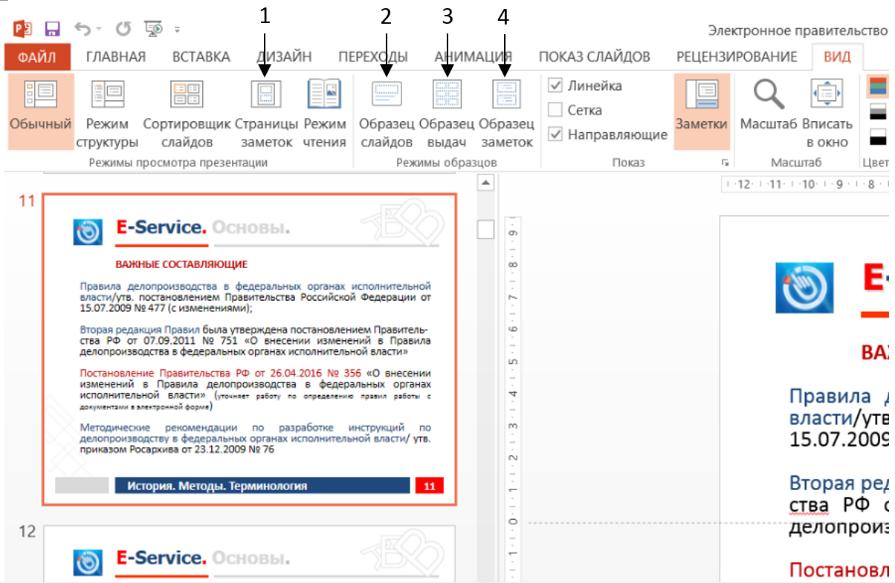 1 2 3 4
Электронное правительство
ФАЙЛ ГЛАВНАЯ ВСТАВКА ДИЗАЙН ПЕРЕХОДЫ АНИМАЦИЯ ПОКАЗ СЛАЙДОВ РЕЦЕНЗИРОВАНИЕ ВИД
Обычный Режим структуры Сортировщик слайдов Страницы заметок Режим чтения
Режимы просмотра презентации
Образец слайдов Образец выдач Образец заметок
Режимы образцов
Линейка
Сетка
Направляющие
Показ
Заметки
Масштаб Вписать в окно
Масштаб
Цвет
11
E-Service. Основы.
ВАЖНЫЕ СОСТАВЛЯЮЩИЕ
Правила делопроизводства в федеральных органах исполнительной
власти/утв. постановлением Правительства Российской Федерации от
15.07.2009 № 477 (с изменениями);
Вторая редакция Правил была утверждена постановлением Правитель-
ства РФ от 07.09.2011 № 751 «О внесении изменений в Правила
делопроизводства в федеральных органах исполнительной власти»
Постановление Правительства РФ от 26.04.2016 № 356 «О внесении
изменений в Правила делопроизводства в федеральных органах
исполнительной власти» (уточняет работу по определению правил работы с
документами в электронной форме)
Методические рекомендации по разработке инструкций по
делопроизводству в федеральных органах исполнительной власти/ утв.
приказом Росархива от 23.12.2009 № 76
История. Методы. Терминология 11
12
E-Service. Основы.
12 11 10 9 8
9 8 7 6 5 4 3 2 1 0 1
E-
ВАЖ
Правила д
власти/утв
15.07.2009
Вторая ред
ства РФ о
делопроиз
Постановл